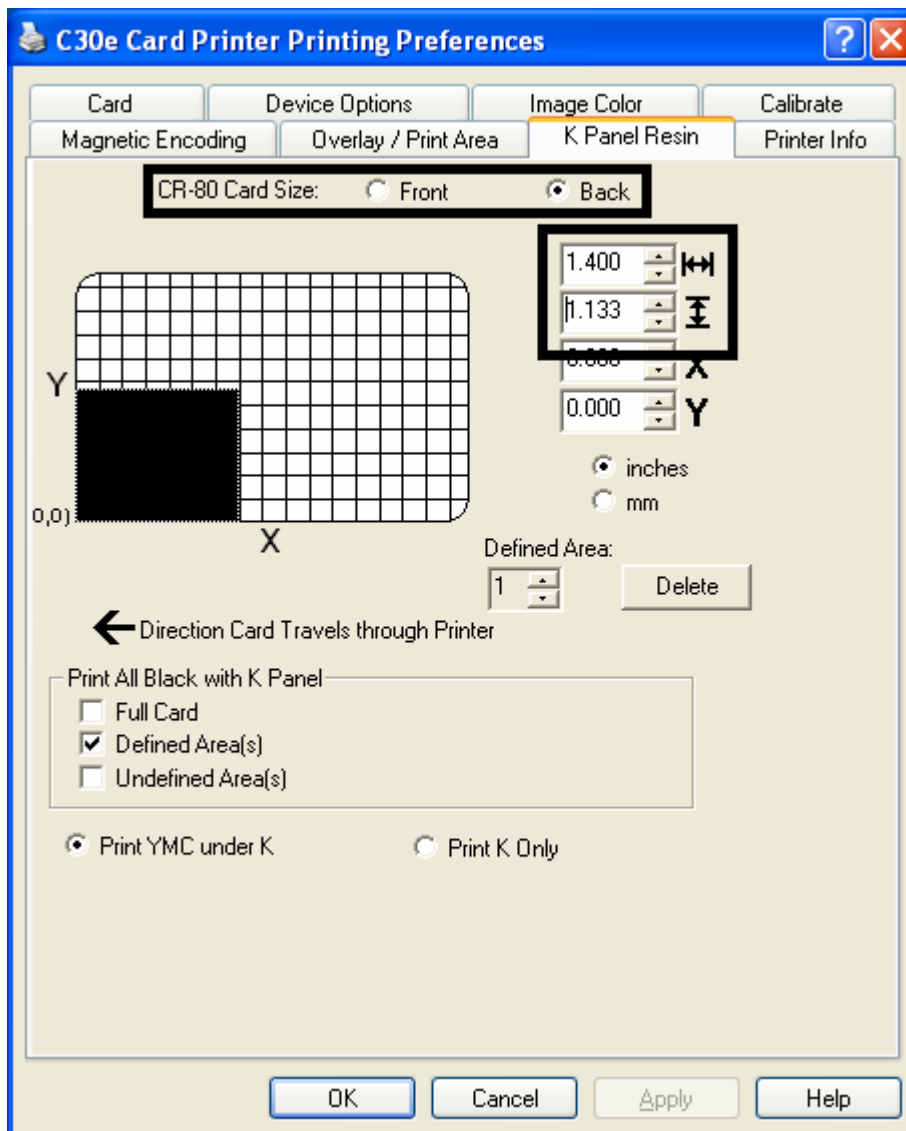 C30e Card Printer Printing Preferences
Card Device Options Image Color Calibrate
Magnetic Encoding Overlay / Print Area K Panel Resin Printer Info
CR-80 Card Size: Front Back
1.400
1.133
0.000 X
0.000 Y
Y
0,0)
X
inches
mm
Defined Area:
1 Delete
Direction Card Travels through Printer
Print All Black with K Panel
Full Card
Defined Area(s)
Undefined Area(s)
Print YMC under K Print K Only
OK Cancel Apply Help